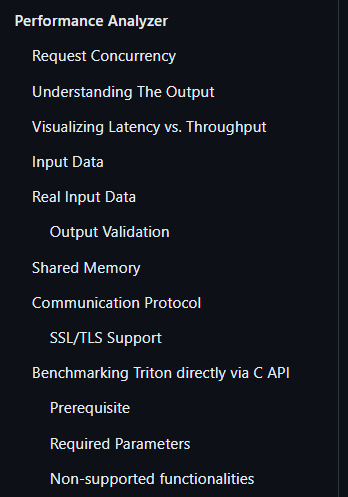 Performance Analyzer
Request Concurrency
Understanding The Output
Visualizing Latency vs. Throughput
Input Data
Real Input Data
Output Validation
Shared Memory
Communication Protocol
SSL/TLS Support
Benchmarking Triton directly via C API
Prerequisite
Required Parameters
Non-supported functionalities